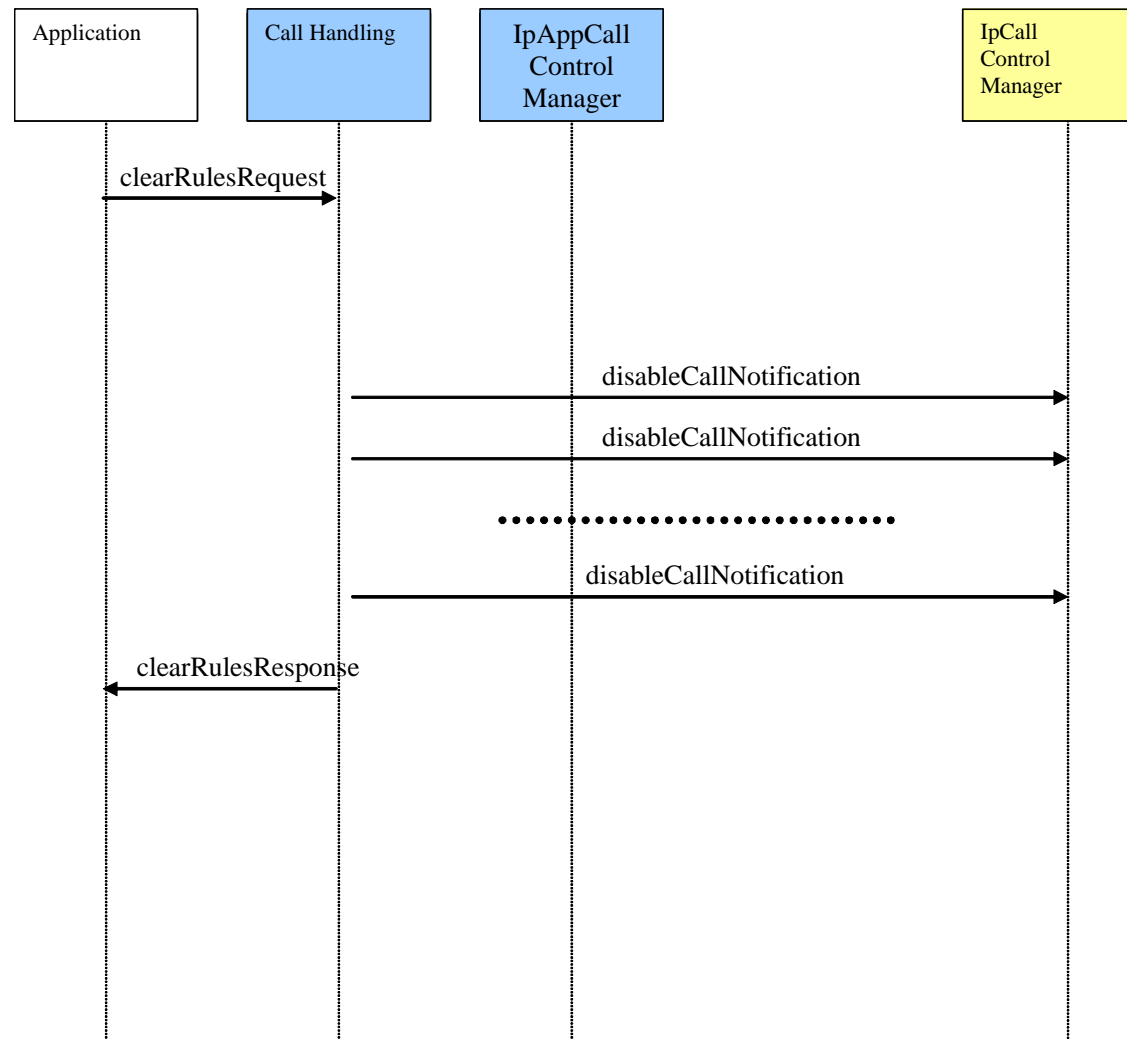 Application
Call Handling
IpAppCall
Control
Manager
IpCall
Control
Manager
clearRulesRequest
disableCallNotification
disableCallNotification
disableCallNotification
clearRulesResponse